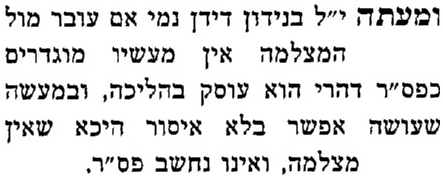 ומעתה י״ל בנידון דידן נמי אם עובר מול
המצלמה אין מעשיו מוגדרים
כפס״ר דהרי הוא עוסק בהליכה, ובמעשה
שעושה אפשר בלא איסור היכא שאין
מצלמה, ואינו נחשב פס״ר.